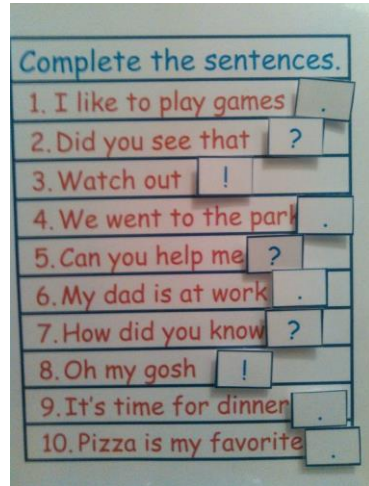 Complete the sentences.
1. I like to play games .
2. Did you see that ?
3. Watch out !
4. We went to the park .
5. Can you help me ?
6. My dad is at work .
7. How did you know ?
8. Oh my gosh !
9. It's time for dinner .
10. Pizza is my favorite .